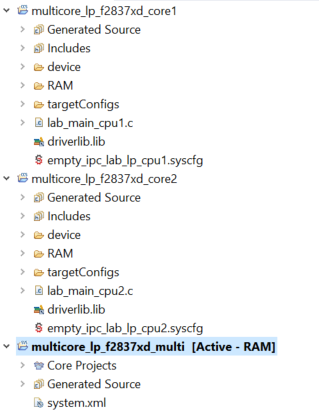 multicore_lp_f2837xd_core1
Generated Source
Includes
device
RAM
targetConfigs
lab_main_cpu1.c
driverlib.lib
empty_ipc_lab_lp_cpu1.syscfg
multicore_lp_f2837xd_core2
Generated Source
Includes
device
RAM
targetConfigs
lab_main_cpu2.c
driverlib.lib
empty_ipc_lab_lp_cpu2.syscfg
multicore_lp_f2837xd_multi [Active - RAM]
Core Projects
Generated Source
system.xml